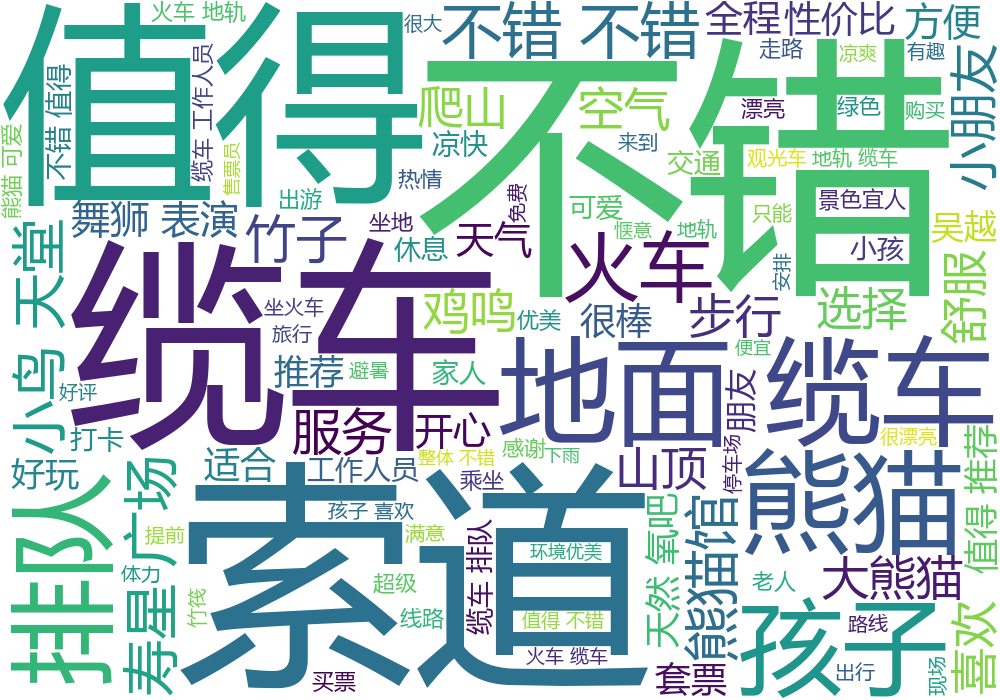 火车 地轨
很大
不错 不错
全程
性价比
方便
值得
不错
走路
凉爽
有趣
不错 值得
缆车 工作人员
爬山
空气
漂亮
绿色
购买
小朋友
熊猫 可爱
售票员
凉快
来到
交通
观光车
地轨 缆车
热情
出游
免费
可爱
只能
景色宜人
舞狮 表演
竹子
坐地
休息
天气
惬意
地轨
吴越
小鸟 天堂
缆车
火车
安排
小孩
舒服
坐火车
鸡鸣
优美
很棒
步行
选择
旅行
地面
缆车
便宜
推荐
避暑
家人
朋友
好评
打卡
服务
开心
感谢
下雨
停车场
很漂亮
好玩
适合
工作人员
整体 不错
山顶
熊猫
值得 推荐
排队
寿星 广场
索道
乘坐
孩子 喜欢
提前
满意
缆车 排队
环境优美
天然 氧吧
熊猫馆
大熊猫
体力
超级
老人
竹筏
线路
值得 不错
孩子
路线
喜欢
火车 缆车
买票
套票
出行
现场